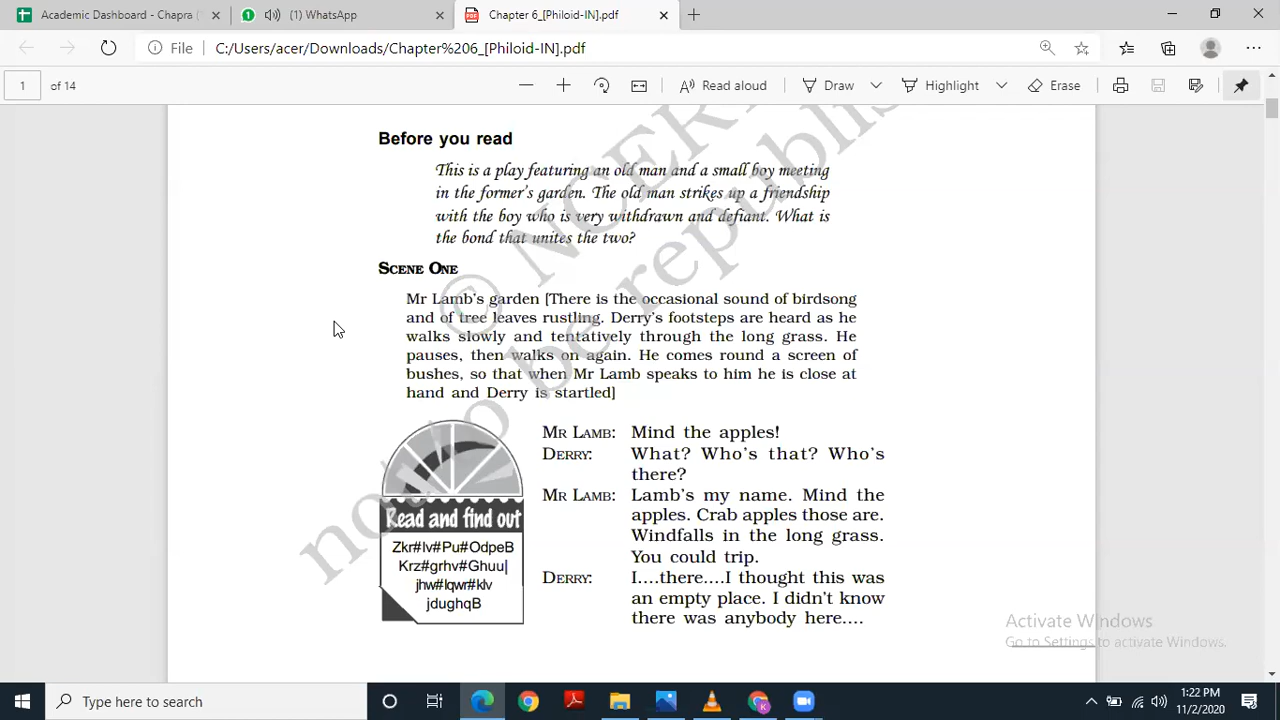 Academic Dashboard - Chapra (
(1) WhatsApp
Chapter 6_[Philoid-IN].pdf
File
C:/Users/acer/Downloads/Chapter%206_[Philoid-IN].pdf
1 of 14
Read aloud
Draw
Highlight
Erase
Before you read
This is a play featuring an old man and a small boy meeting
in the former's garden. The old man strikes up a friendship
with the boy who is very withdrawn and defiant. What is
the bond that unites the two?
SCENE ONE
Mr Lamb's garden [There is the occasional sound of birdsong
and of tree leaves rustling. Derry's footsteps are heard as he
walks slowly and tentatively through the long grass. He
pauses, then walks on again. He comes round a screen of
bushes, so that when Mr Lamb speaks to him he is close at
hand and Derry is startled]
MR LAMB: Mind the apples!
DERRY: What? Who's that? Who's
there?
MR LAMB: Lamb's my name. Mind the
apples. Crab apples those are.
Windfalls in the long grass.
You could trip.
DERRY: I....there....I thought this was
an empty place. I didn't know
there was anybody here....
Read and find out
Zkr#lv#Pu#OdpeB
Krz#grhv#Ghuu|
jhw#lqwr#klv
jdughqB
© NCERT
not to be republis
Activate Windows
Go to Settings to activate Windows.
Type here to search
1:22 PM
11/2/2020